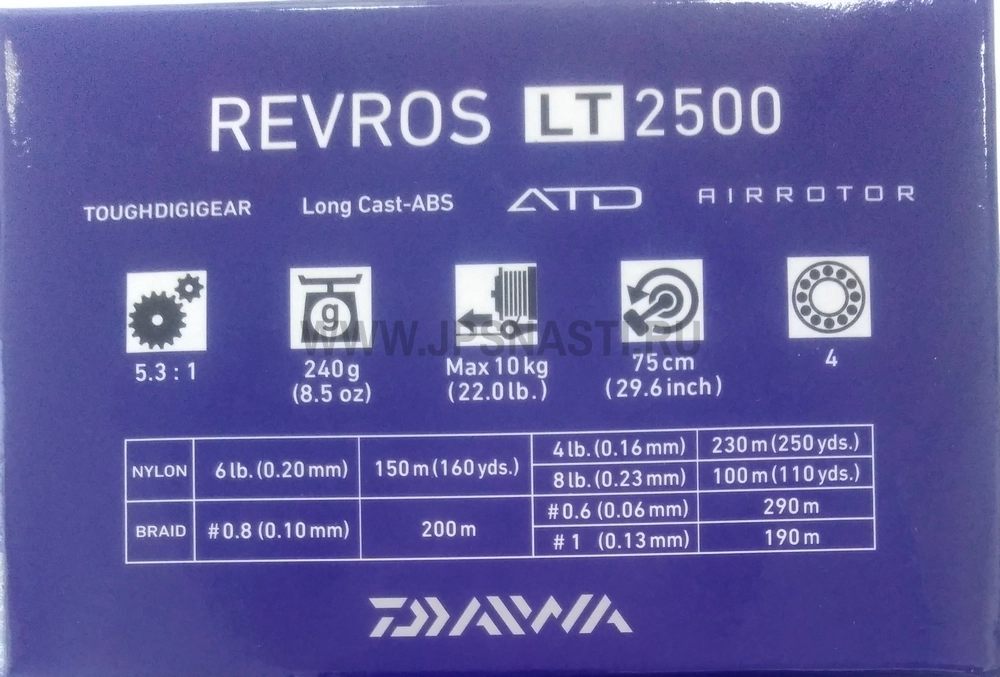 REVROS LT 2500
TOUGHDIGIGEAR Long Cast-ABS ATD AIRROTOR
g
WWW.JPSNASTI.RU
5.3 : 1 240 g Max 10 kg 75 cm 4
(8.5 oz) (22.0 lb.) (29.6 inch)
NYLON 6 lb. (0.20 mm) 150 m (160 yds.) 4 lb. (0.16 mm) 230 m (250 yds.)
8 lb. (0.23 mm) 100 m (110 yds.)
BRAID #0.8 (0.10 mm) 200 m #0.6 (0.06 mm) 290 m
#1 (0.13 mm) 190 m
DAIWA